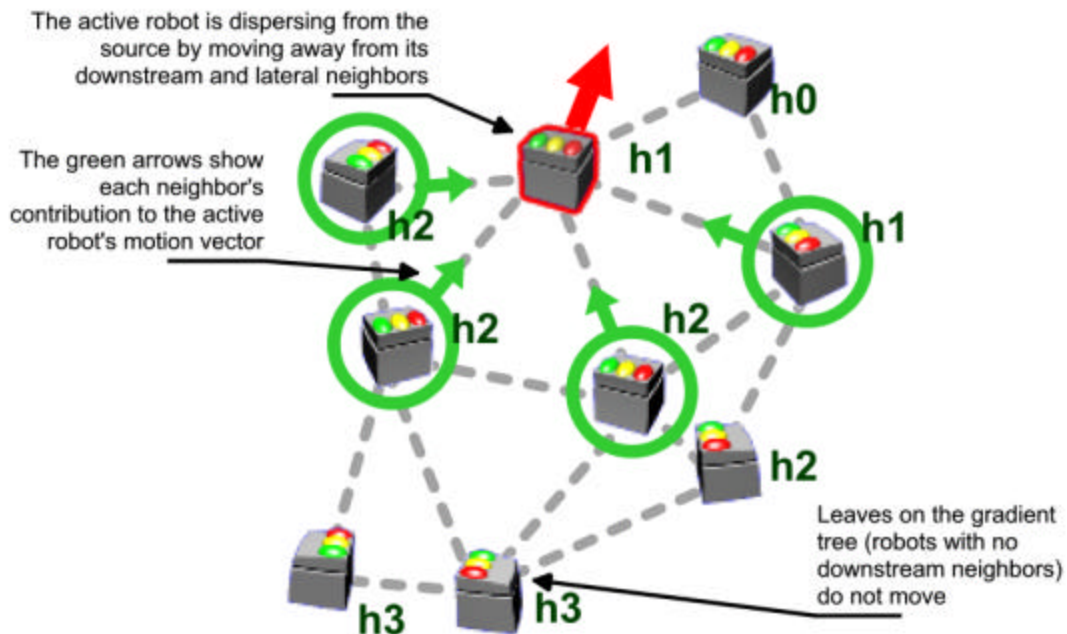 The active robot is dispersing from the
source by moving away from its
downstream and lateral neighbors
h0
h1
The green arrows show
each neighbor's
contribution to the active
robot's motion vector
h2
h1
h2
h2
h2
Leaves on the gradient
tree (robots with no
downstream neighbors)
do not move
h3
h3